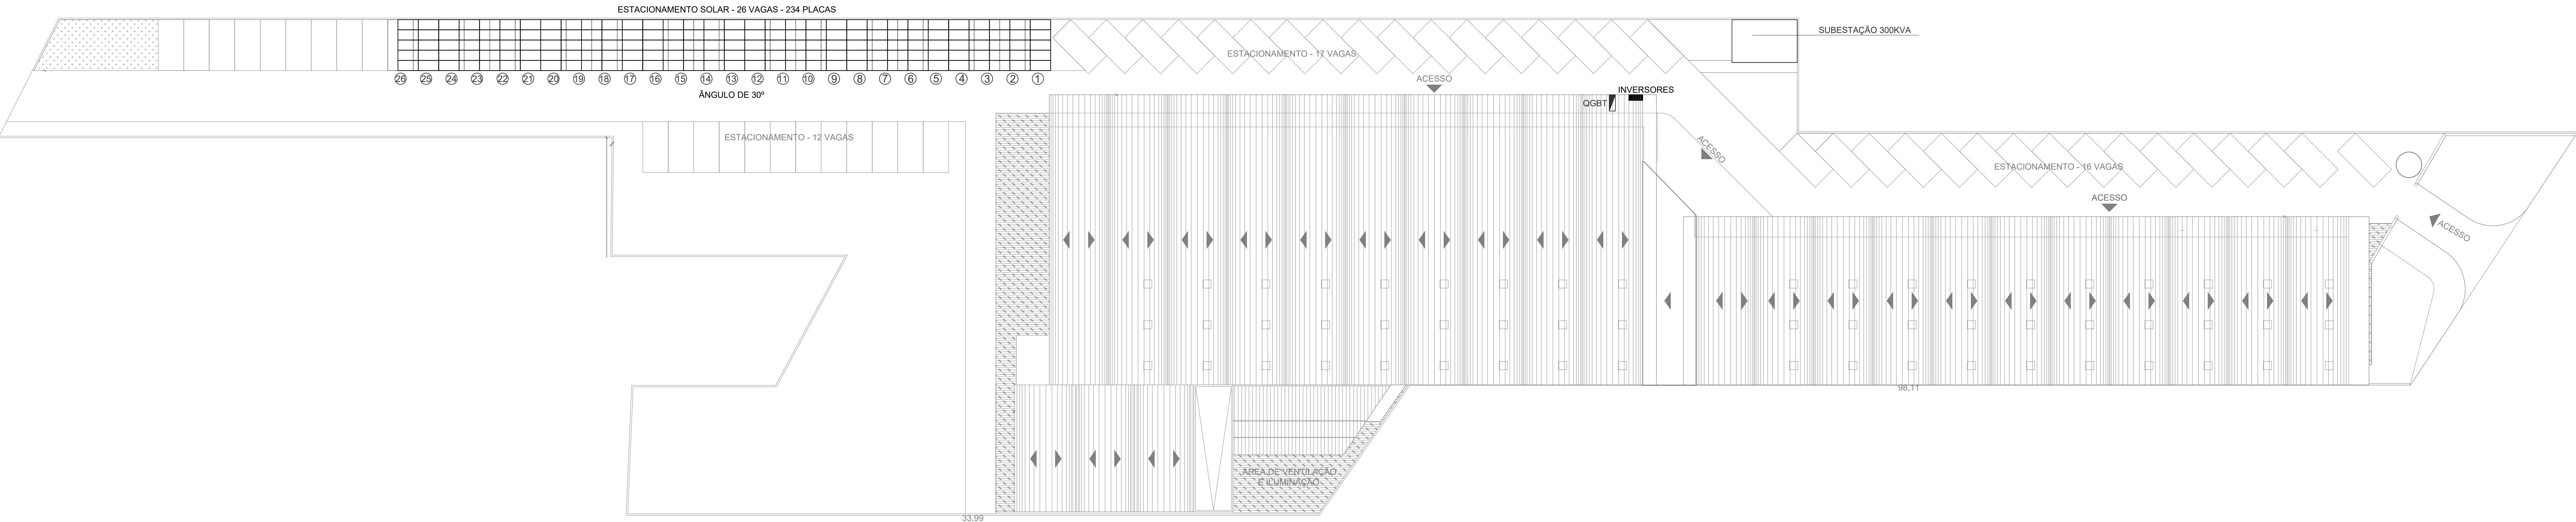 ESTACIONAMENTO SOLAR - 26 VAGAS - 234 PLACAS
SUBESTAÇÃO 300KVA
ESTACIONAMENTO - 17 VAGAS
ACESSO
26 25 24 23 22 21 20 19 18 17 16 15 14 13 12 11 10 9 8 7 6 5 4 3 2 1
INVERSORES
ÂNGULO DE 30º
QGBT
ESTACIONAMENTO - 12 VAGAS
ACESSO
ESTACIONAMENTO - 16 VAGAS
ACESSO
ACESSO
98,11
ÁREA DE VENTILAÇÃO
E ILUMINAÇÃO
33,99